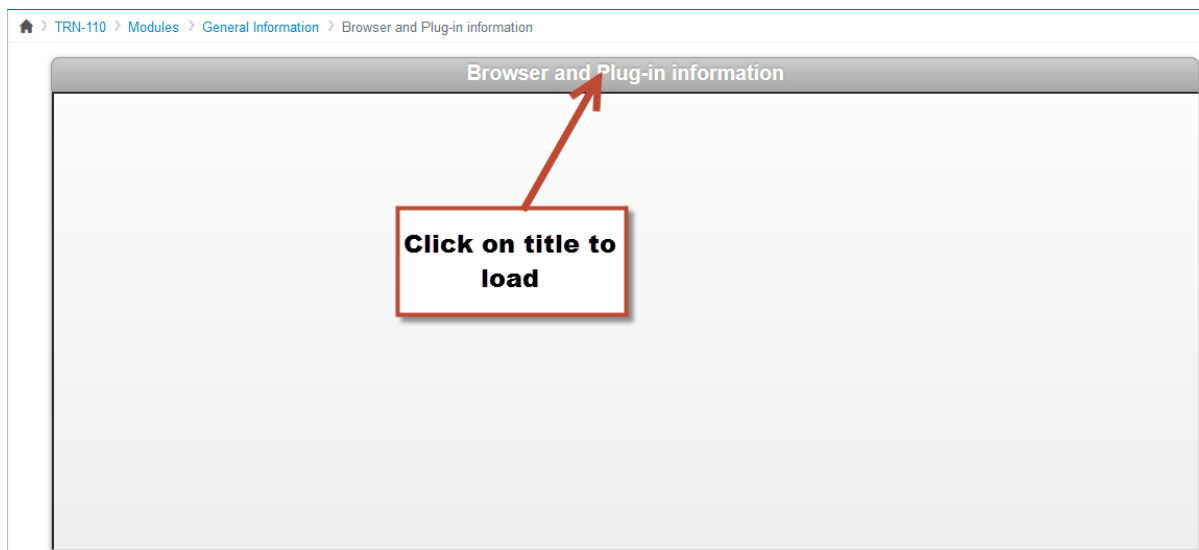 TRN-110 > Modules > General Information > Browser and Plug-in information
Browser and Plug-in information
Click on title to
load